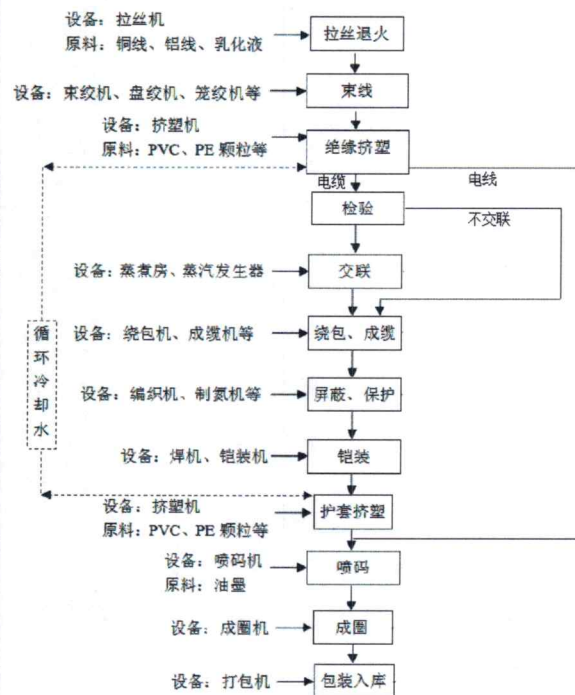 设备：拉丝机
原料：铜线、铝线、乳化液
拉丝退火
设备：束绞机、盘绞机、笼绞机等
束线
设备：挤塑机
原料：PVC、PE 颗粒等
绝缘挤塑
电缆
电线
检验
不交联
设备：蒸煮房、蒸汽发生器
交联
循环冷却水
设备：绕包机、成缆机等
绕包、成缆
设备：编织机、制氮机等
屏蔽、保护
设备：焊机、铠装机
铠装
设备：挤塑机
原料：PVC、PE 颗粒等
护套挤塑
设备：喷码机
原料：油墨
喷码
设备：成圈机
成圈
设备：打包机
包装入库